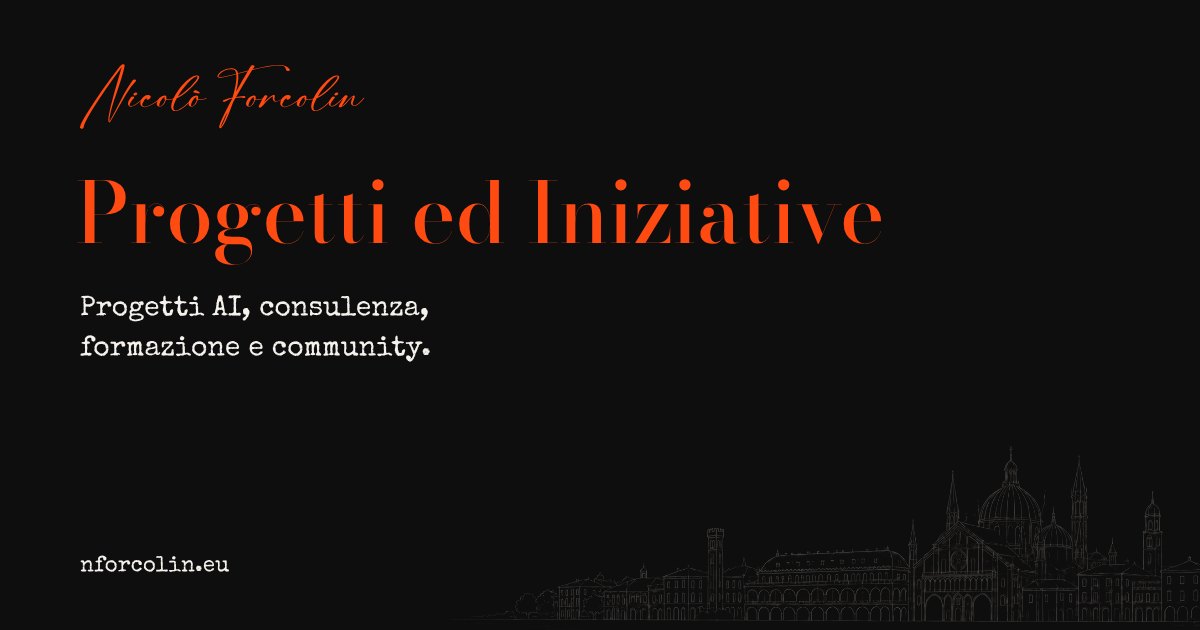 Nicolò Forcolin
Progetti ed Iniziative
Progetti AI, consulenza,
formazione e community.
nforcolin.eu